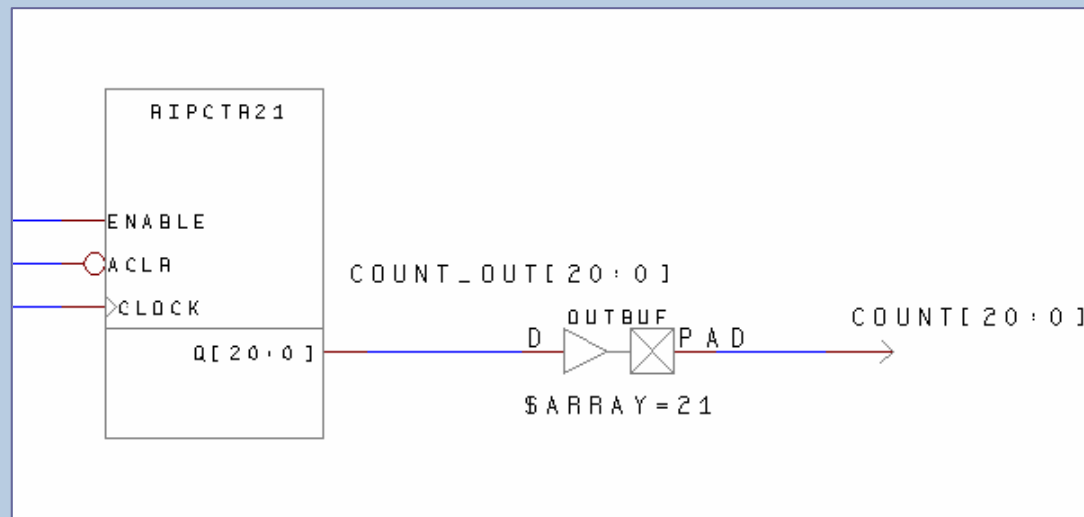 RIPCTR21
ENABLE
ACLR
CLOCK
Q[20:0]
COUNT_OUT[20:0]
OUTBUF
D
PAD
$ARRAY=21
COUNT[20:0]